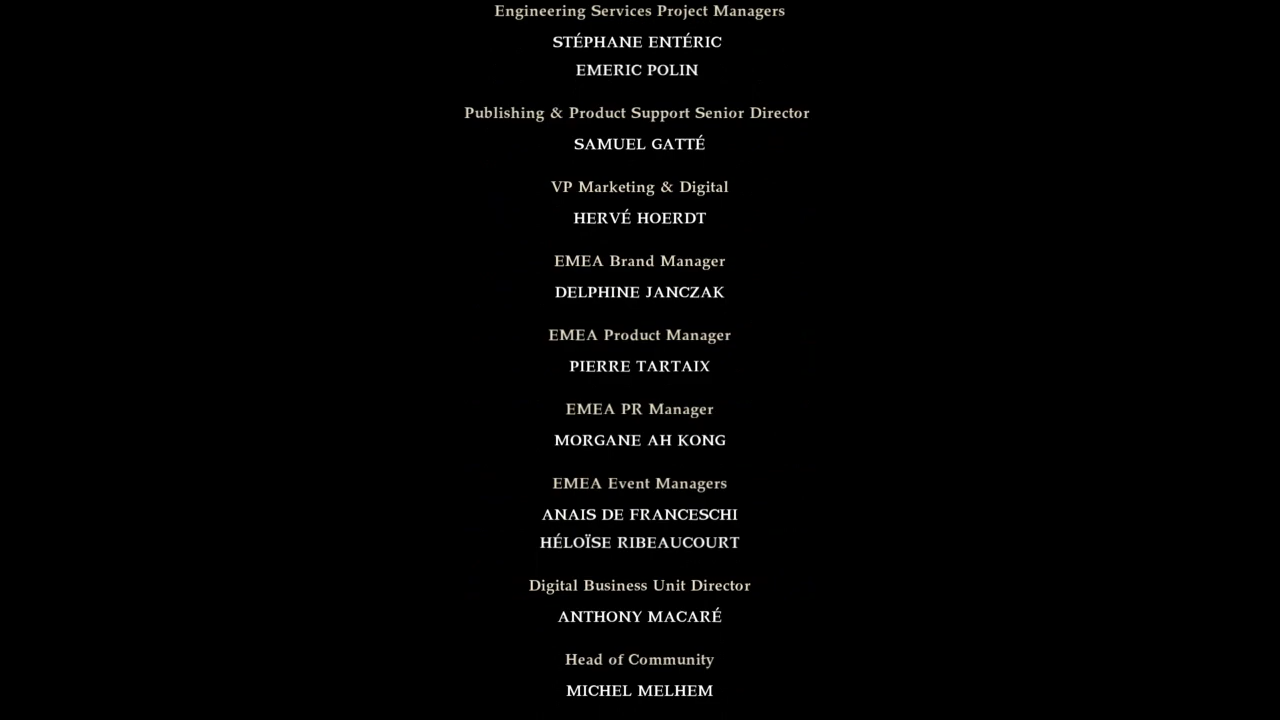 Engineering Services Project Managers
STÉPHANE ENTÉRIC
EMERIC POLIN
Publishing & Product Support Senior Director
SAMUEL GATTÉ
VP Marketing & Digital
HERVÉ HOERDT
EMEA Brand Manager
DELPHINE JANCZAK
EMEA Product Manager
PIERRE TARTAIX
EMEA PR Manager
MORGANE AH KONG
EMEA Event Managers
ANAIS DE FRANCESCHI
HÉLOÏSE RIBEAUCOURT
Digital Business Unit Director
ANTHONY MACARÉ
Head of Community
MICHEL MELHEM